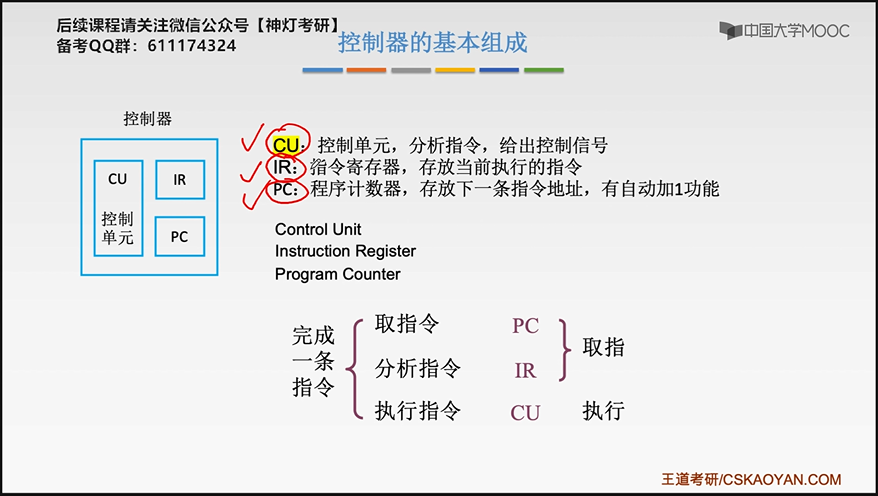 后续课程请关注微信公众号【神灯考研】
备考QQ群：611174324
控制器的基本组成
中国大学MOOC
控制器
CU
控制
单元
IR
PC
CU：控制单元，分析指令，给出控制信号
IR：指令寄存器，存放当前执行的指令
PC：程序计数器，存放下一条指令地址，有自动加1功能
Control Unit
Instruction Register
Program Counter
完成
一条
指令
取指令 PC
分析指令 IR
取指
执行指令 CU 执行
王道考研/CSKAOYAN.COM